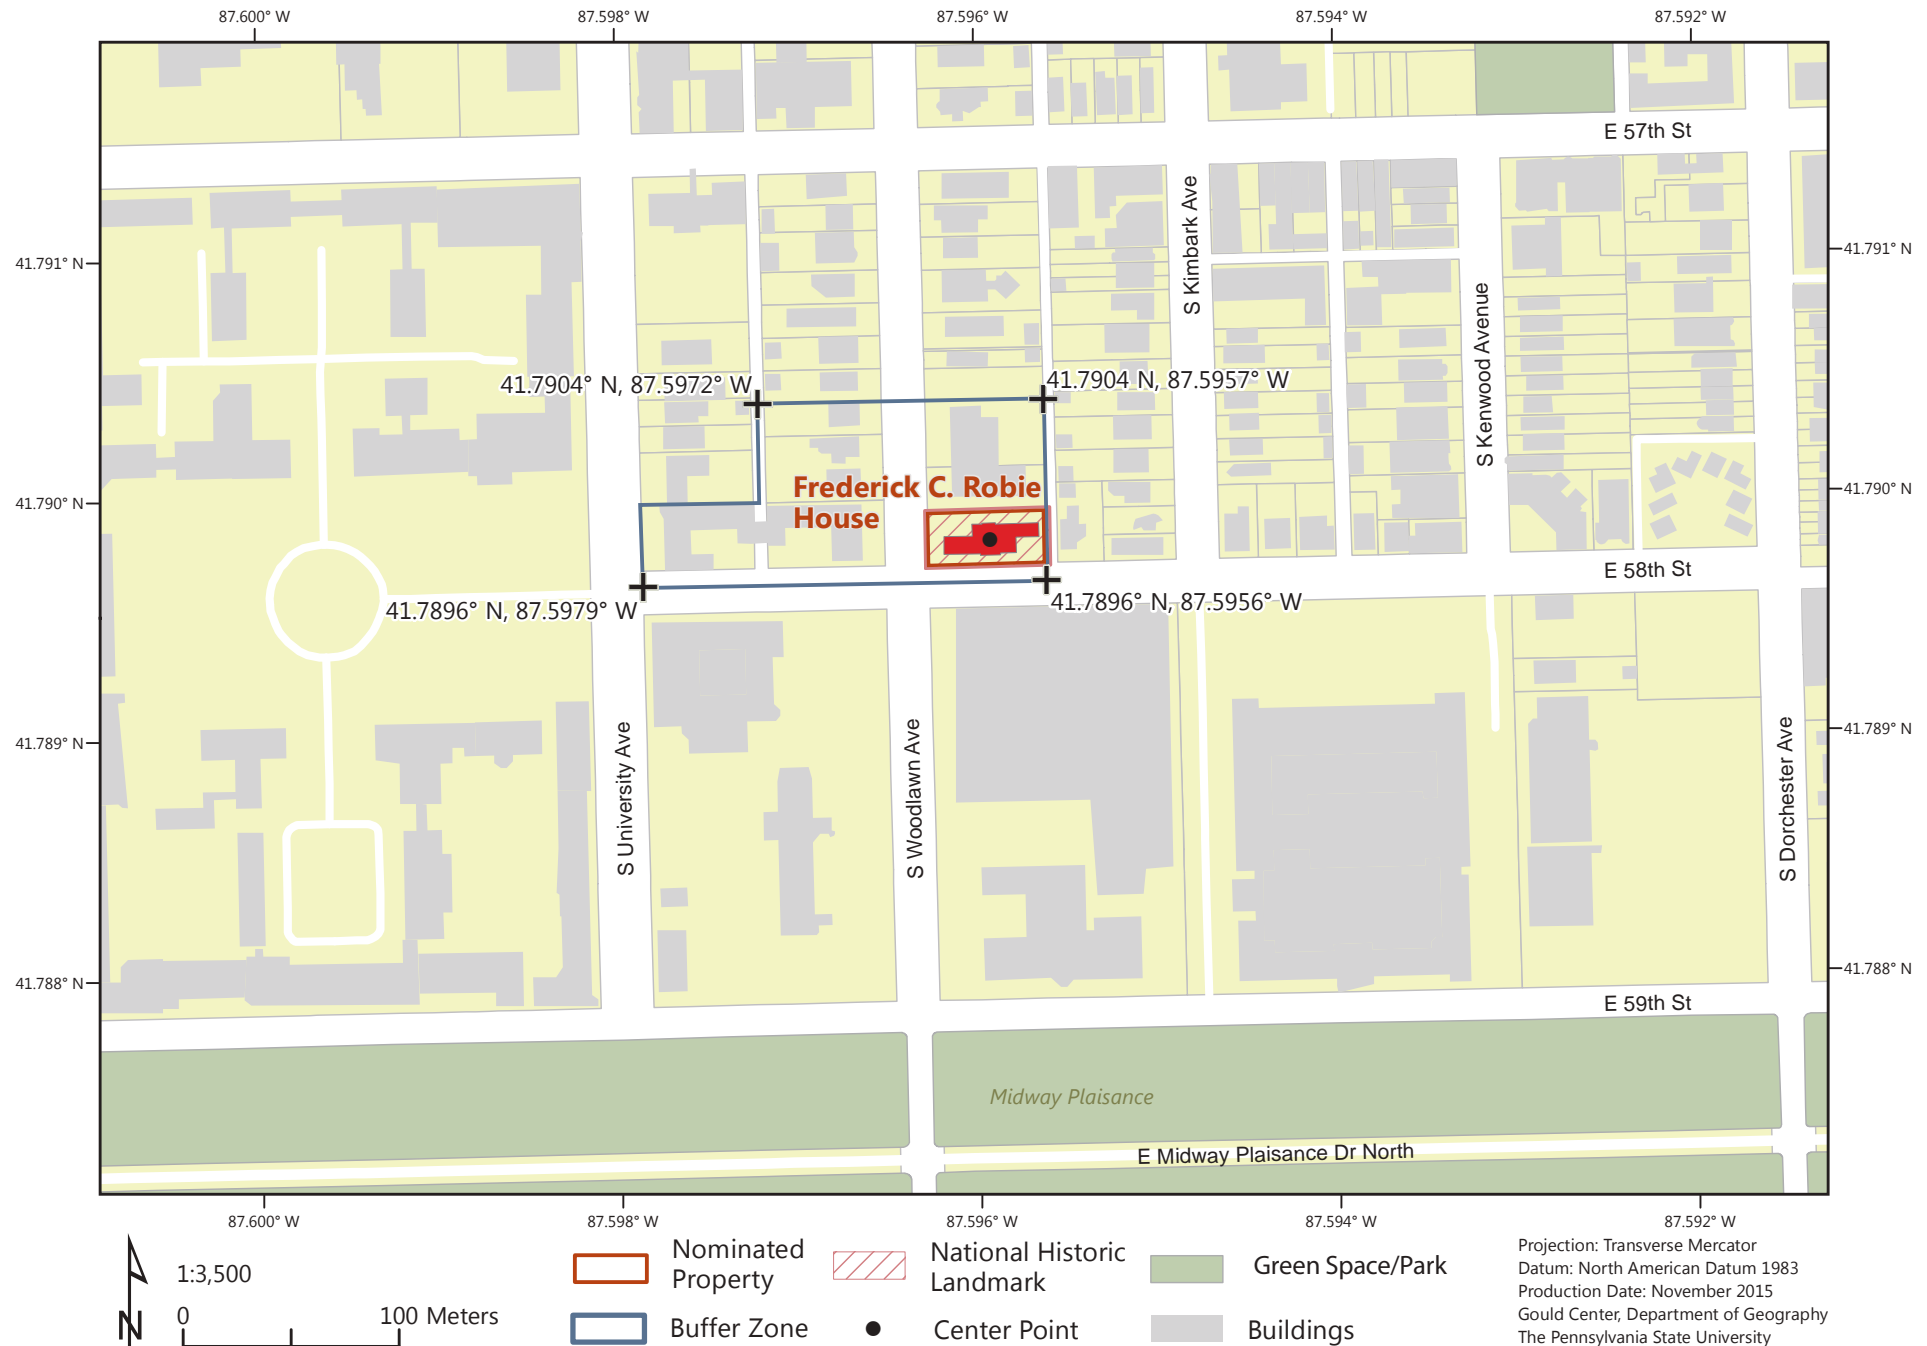 87.600° W
87.598° W
87.596° W
87.594° W
87.592° W
E 57th St
S Kimbark Ave
41.791° N
41.791° N
S Kenwood Avenue
41.7904° N, 87.5972° W
41.7904 N, 87.5957° W
Frederick C. Robie
House
41.790° N
41.790° N
E 58th St
41.7896° N, 87.5979° W
41.7896° N, 87.5956° W
S University Ave
S Woodlawn Ave
S Dorchester Ave
41.789° N
41.789° N
41.788° N
41.788° N
E 59th St
Midway Plaisance
E Midway Plaisance Dr North
87.600° W
87.598° W
87.596° W
87.594° W
87.592° W
N
1:3,500
0
100 Meters
Nominated
Property
Buffer Zone
National Historic
Landmark
Center Point
Green Space/Park
Buildings
Projection: Transverse Mercator
Datum: North American Datum 1983
Production Date: November 2015
Gould Center, Department of Geography
The Pennsylvania State University